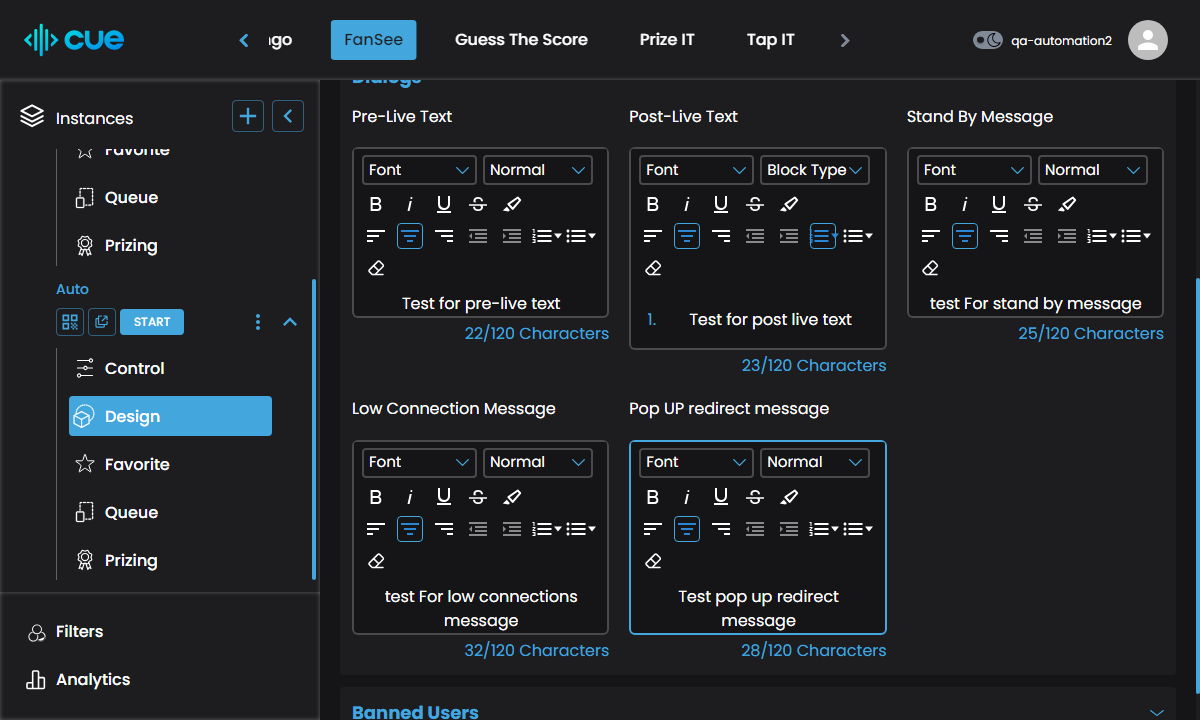 cue
ngo
FanSee
Guess The Score
Prize IT
Tap IT
qa-automation2
Instances
Favorite
Queue
Prizing
Auto
START
Control
Design
Favorite
Queue
Prizing
Filters
Analytics
Dialogs
Pre-Live Text
Font
Normal
B i U S
Test for pre-live text
22/120 Characters
Post-Live Text
Font
Block Type
B i U S
1. Test for post live text
23/120 Characters
Stand By Message
Font
Normal
B i U S
test For stand by message
25/120 Characters
Low Connection Message
Font
Normal
B i U S
test For low connections
message
32/120 Characters
Pop UP redirect message
Font
Normal
B i U S
Test pop up redirect
message
28/120 Characters
Banned Users